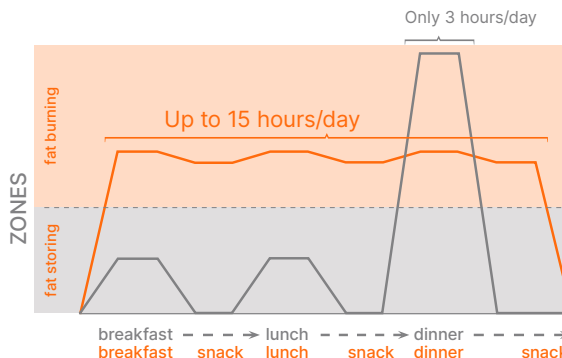 Only 3 hours/day
Up to 15 hours/day
ZONES
fat burning
fat storing
breakfast lunch dinner
breakfast snack lunch snack dinner snack